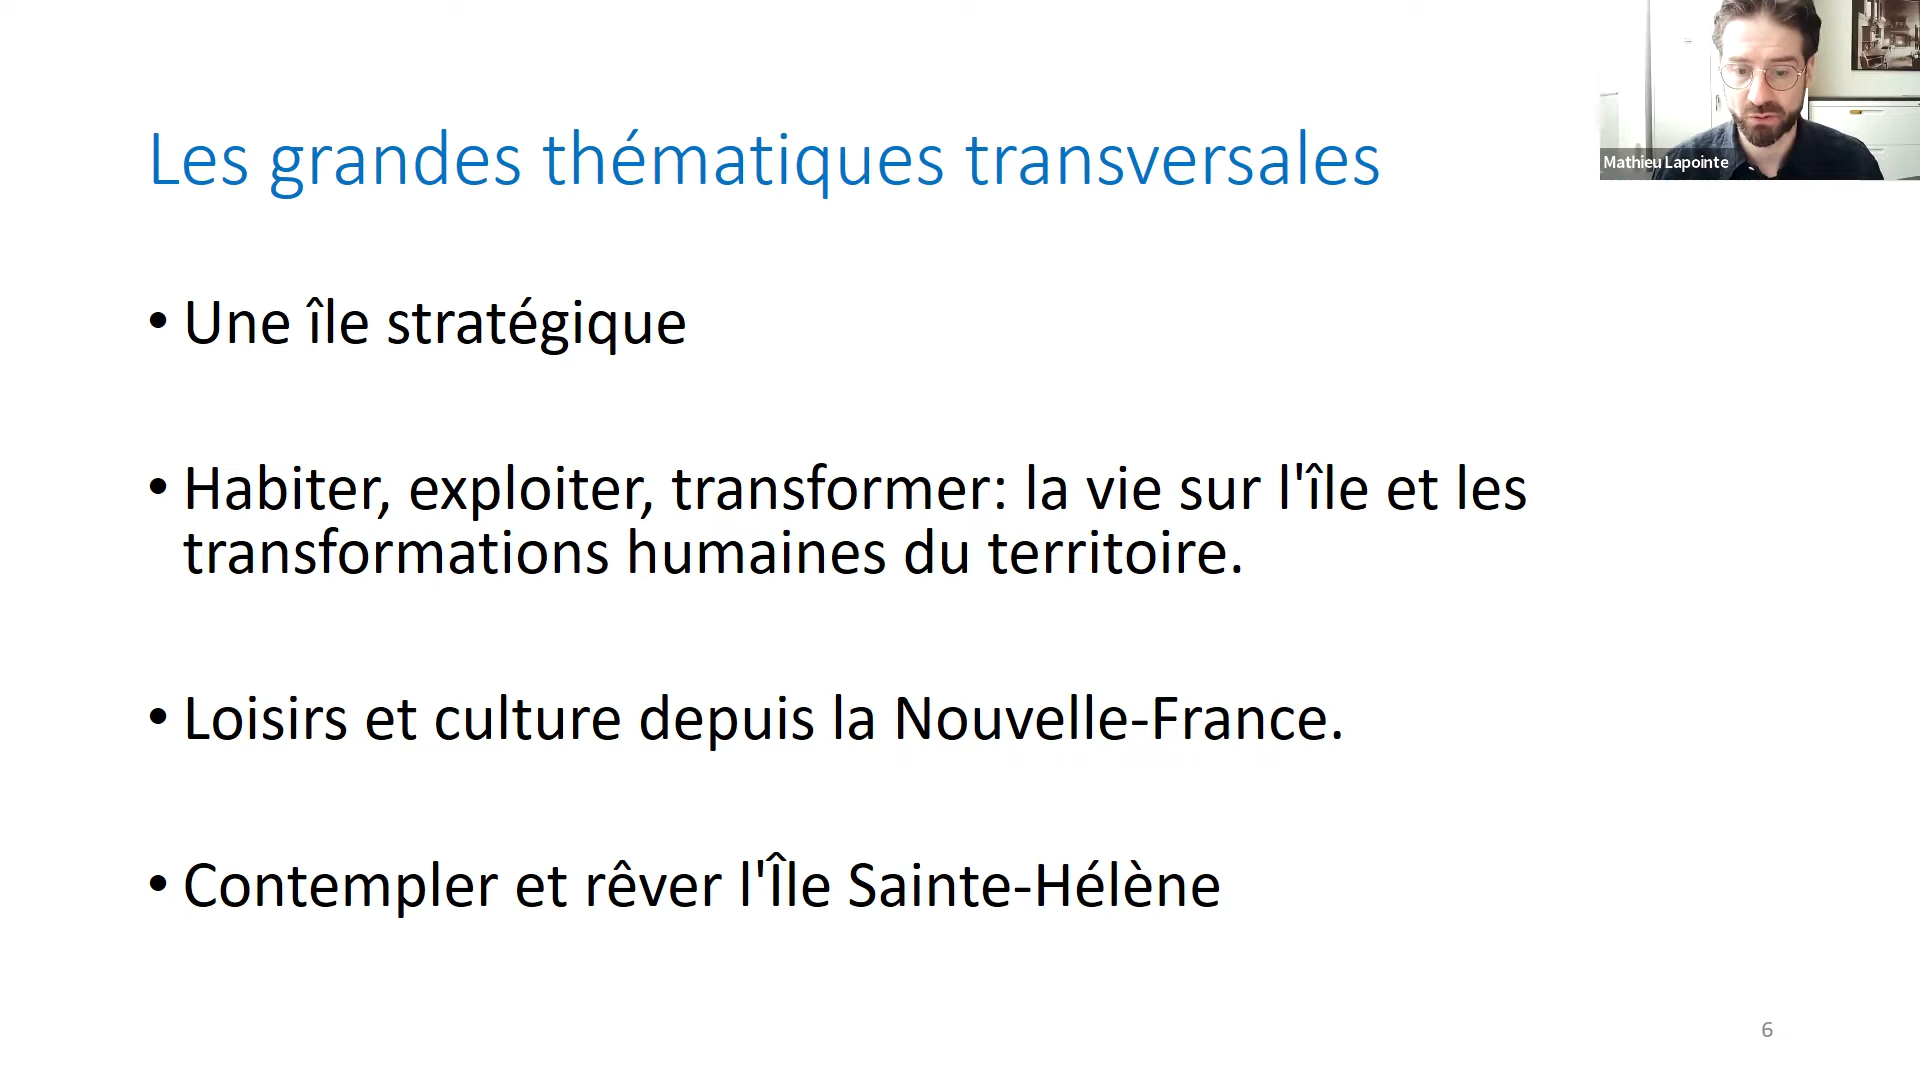 Les grandes thématiques transversales
Mathieu Lapointe
• Une île stratégique
• Habiter, exploiter, transformer: la vie sur l'île et les
transformations humaines du territoire.
• Loisirs et culture depuis la Nouvelle-France.
• Contempler et rêver l'Île Sainte-Hélène
6